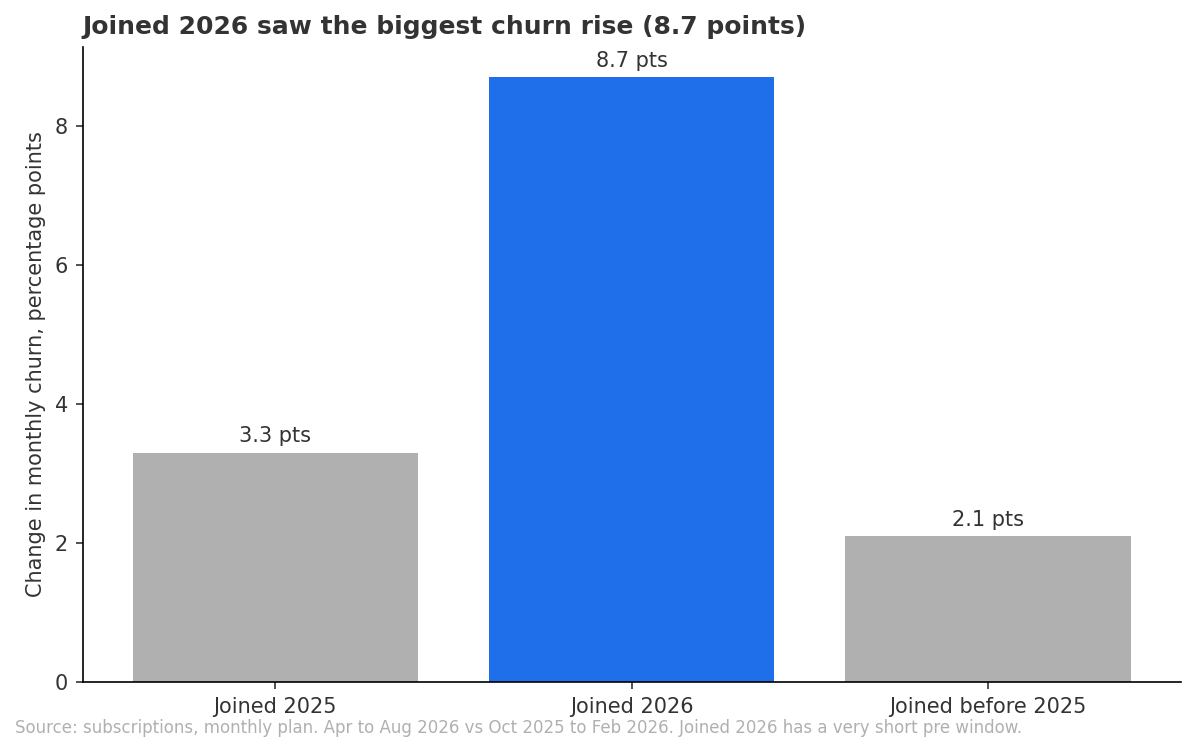 Joined 2026 saw the biggest churn rise (8.7 points)
Change in monthly churn, percentage points
8
6
4
2
0
3.3 pts
8.7 pts
2.1 pts
Joined 2025
Joined 2026
Joined before 2025
Source: subscriptions, monthly plan. Apr to Aug 2026 vs Oct 2025 to Feb 2026. Joined 2026 has a very short pre window.